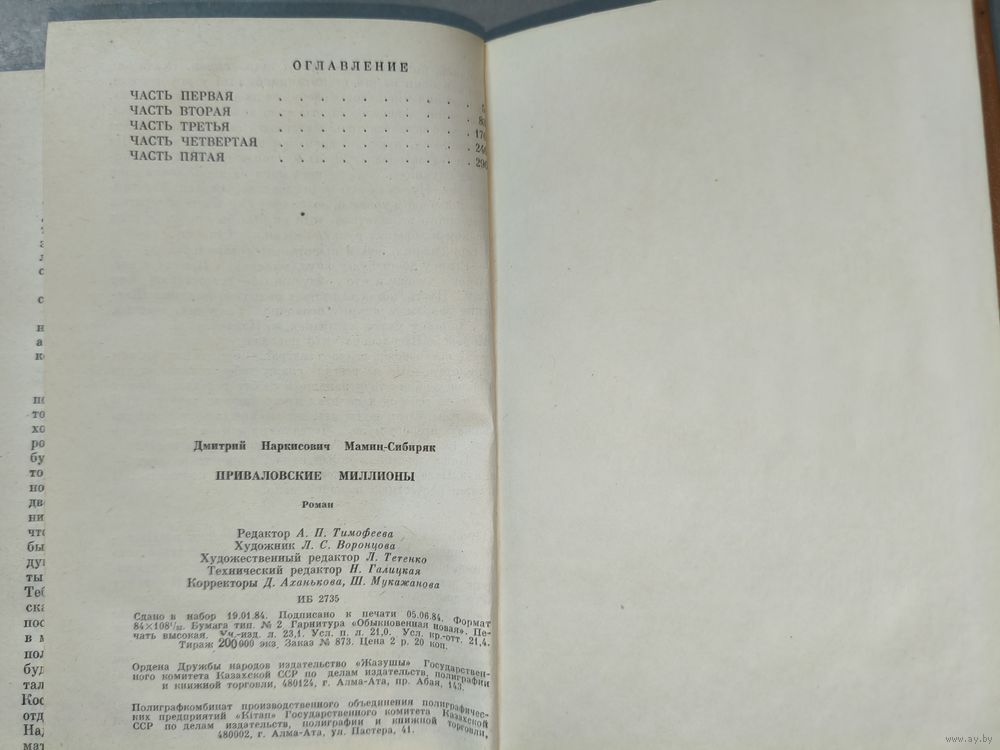 ОГЛАВЛЕНИЕ
ЧАСТЬ ПЕРВАЯ . . . . . . . . . .
ЧАСТЬ ВТОРАЯ . . . . . . . . . .
ЧАСТЬ ТРЕТЬЯ . . . . . . . . . .
ЧАСТЬ ЧЕТВЕРТАЯ . . . . . . . . .
ЧАСТЬ ПЯТАЯ . . . . . . . . . .
Дмитрий Наркисович Мамин-Сибиряк
ПРИВАЛОВСКИЕ МИЛЛИОНЫ
Роман
Редактор А. П. Тимофеева
Художник Л. С. Воронцова
Художественный редактор Л. Тетенко
Технический редактор Н. Галицкая
Корректоры Д. Аханькова, Ш. Мукажанова
ИБ 2735
Сдано в набор 19.01.84. Подписано к печати 05.06.84. Формат
84×108¹/₃₂. Бумага тип. № 2 Гарнитура «Обыкновенная новая». Пе-
чать высокая. Уч.-изд. л. 23,1. Усл. п. л. 21,0. Усл. кр.-отт. 21,4.
Тираж 200000 экз. Заказ № 873. Цена 2 р. 20 коп.
Ордена Дружбы народов издательство «Жазушы» Государствен-
ного комитета Казахской ССР по делам издательств, полиграфии
и книжной торговли, 480124, г. Алма-Ата, пр. Абая, 143.
Полиграфкомбинат производственного объединения полиграфичес-
ких предприятий «Кітап» Государственного комитета Казахской
ССР по делам издательств, полиграфии и книжной торговли,
480002, г. Алма-Ата, ул. Пастера, 41.
www.ay.by